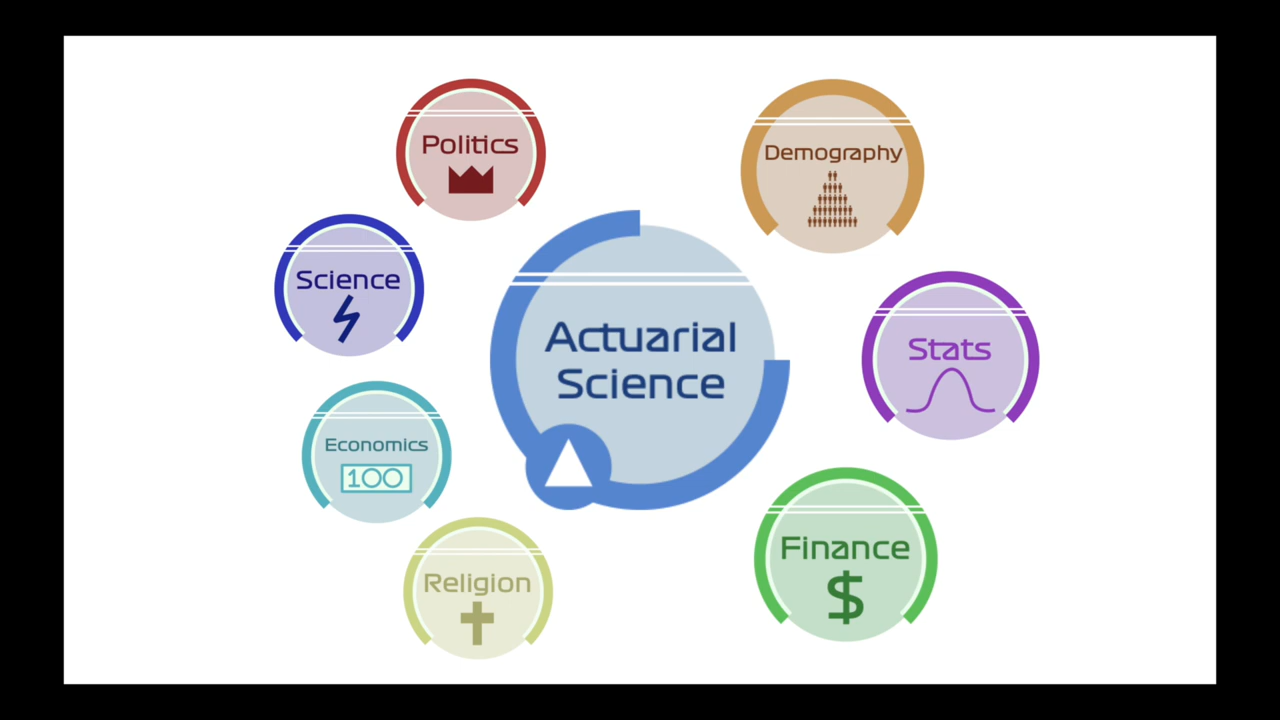 Politics
Demography
Science
Actuarial
Science
Stats
Economics
100
Finance
$
Religion